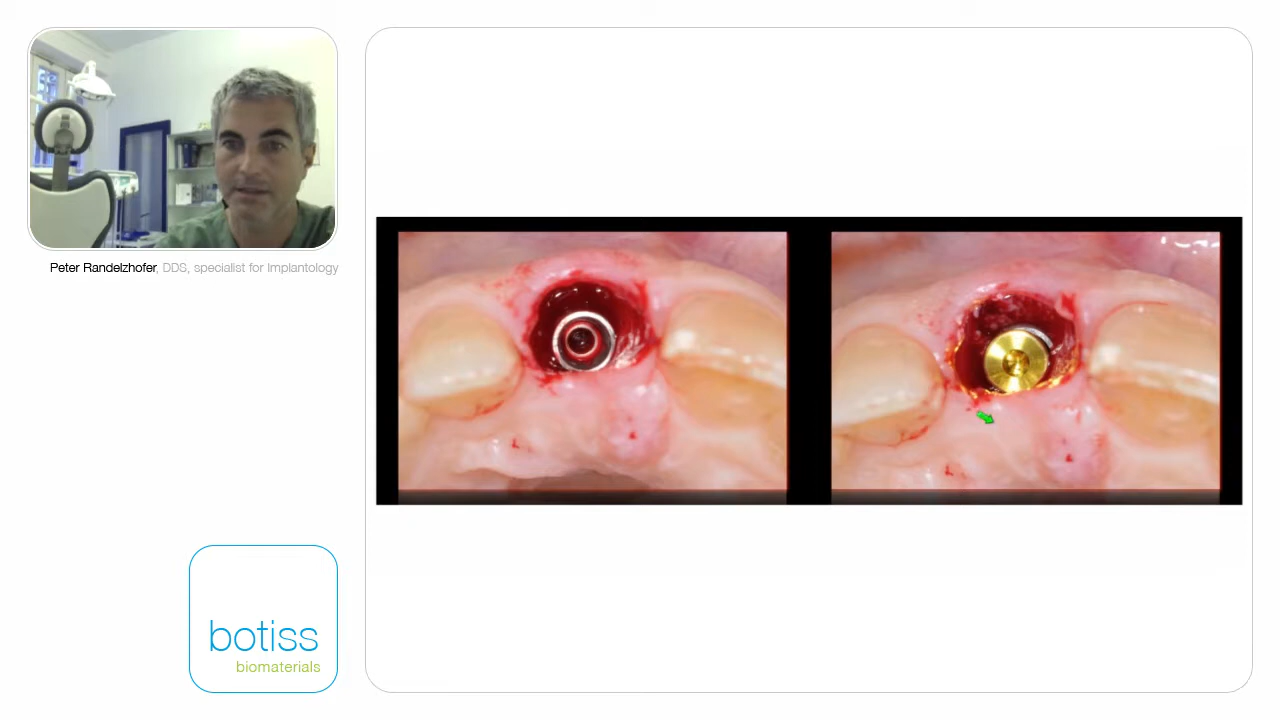 Peter Randelzhofer, DDS, specialist for Implantology
botiss
biomaterials